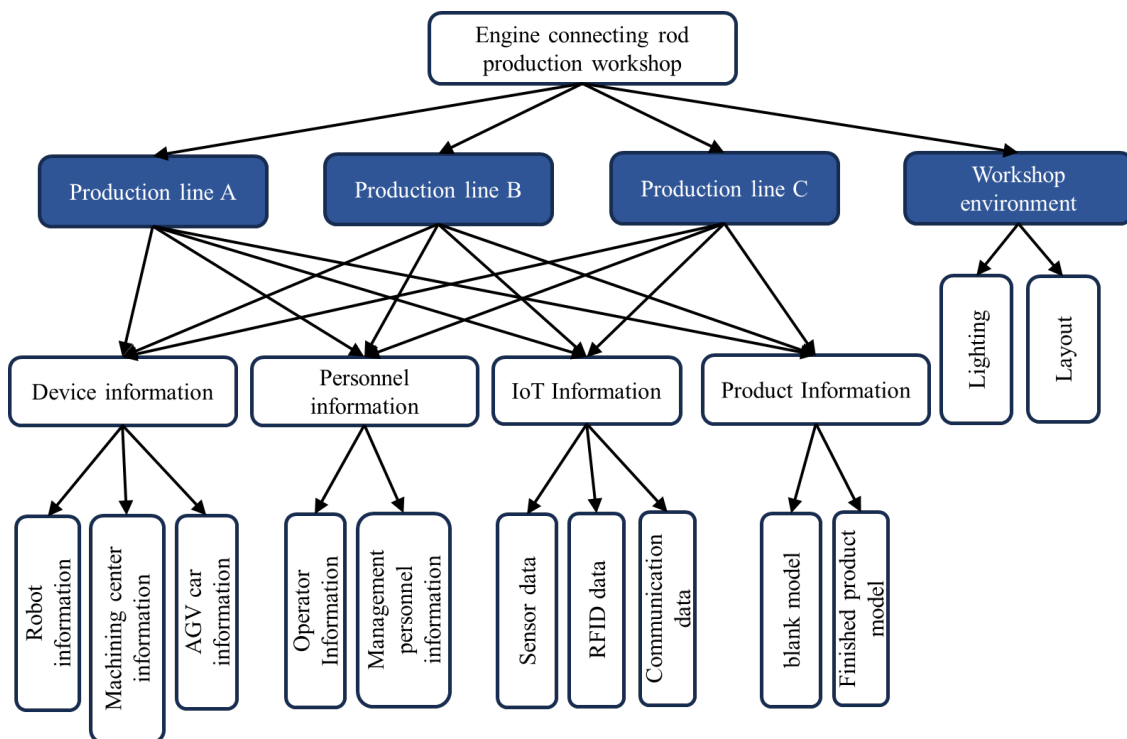 Engine connecting rod
production workshop
Production line A
Production line B
Production line C
Workshop
environment
Lighting
Layout
Device information
Personnel
information
IoT Information
Product Information
Robot
information
Machining center
information
AGV car
information
Operator
Information
Management
personnel
information
Sensor data
RFID data
Communication
data
blank model
Finished product
model